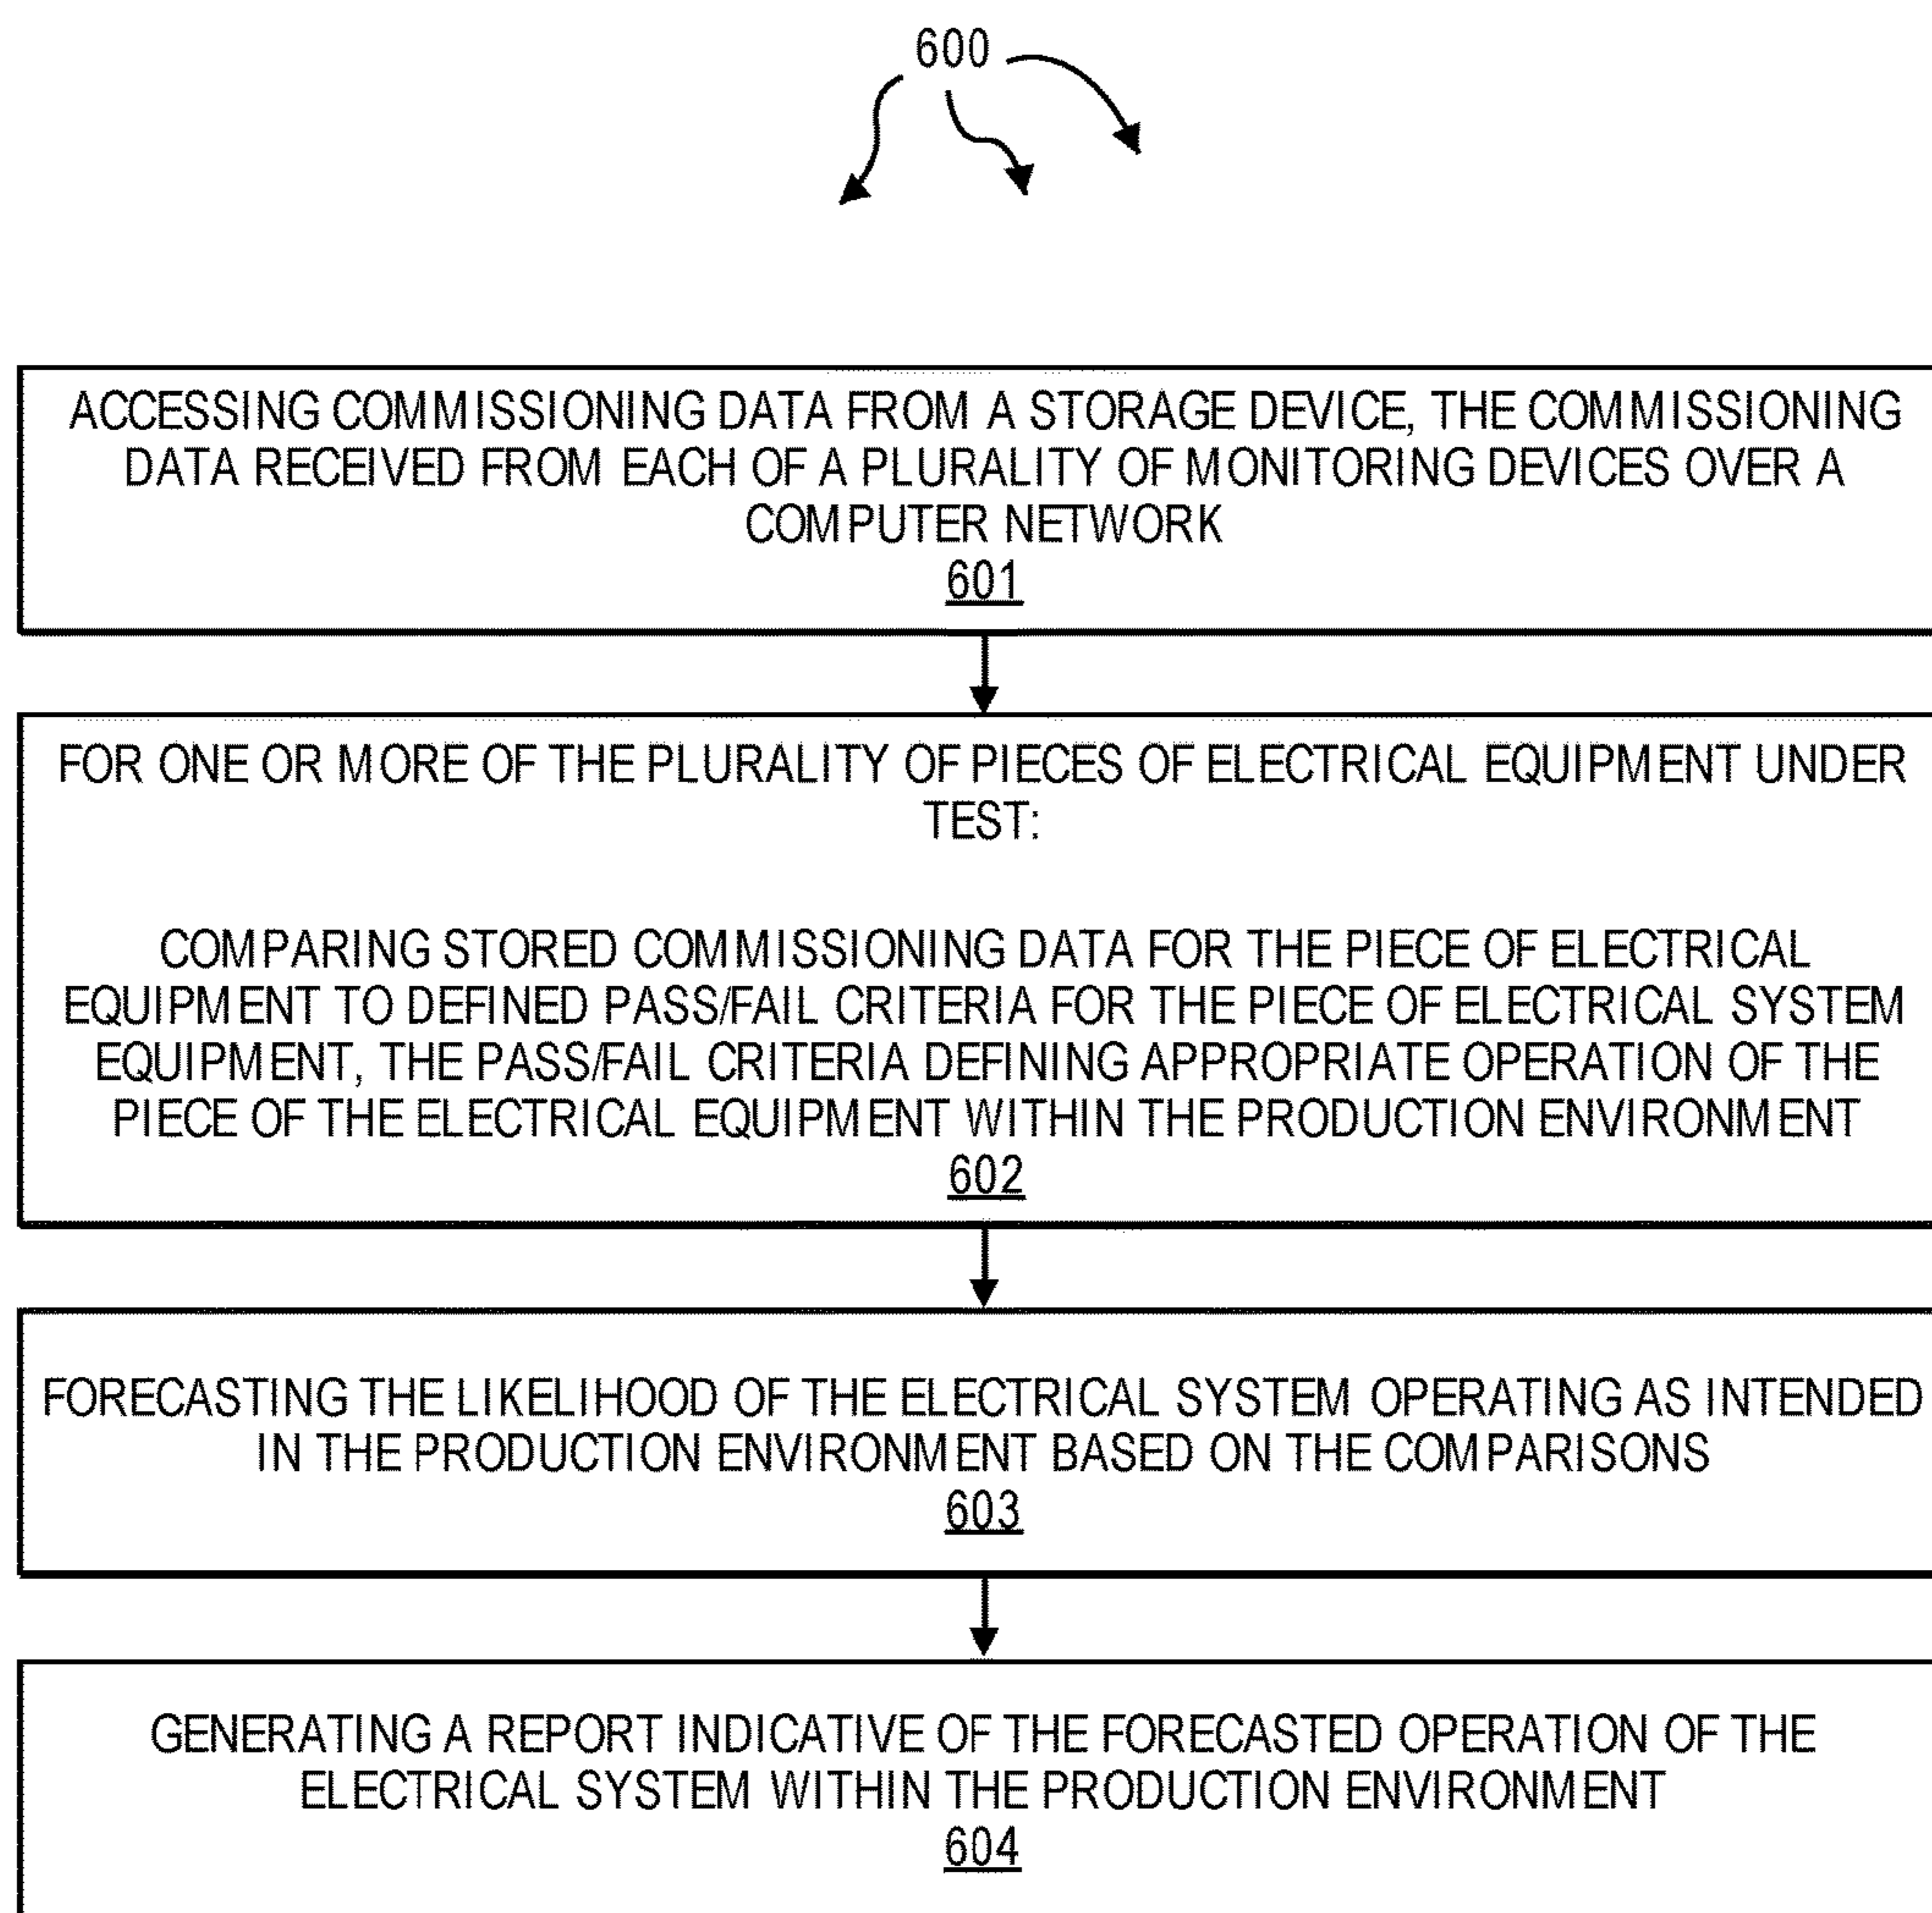 600
ACCESSING COMMISSIONING DATA FROM A STORAGE DEVICE, THE COMMISSIONING
DATA RECEIVED FROM EACH OF A PLURALITY OF MONITORING DEVICES OVER A
COMPUTER NETWORK
601
FOR ONE OR MORE OF THE PLURALITY OF PIECES OF ELECTRICAL EQUIPMENT UNDER
TEST:
COMPARING STORED COMMISSIONING DATA FOR THE PIECE OF ELECTRICAL
EQUIPMENT TO DEFINED PASS/FAIL CRITERIA FOR THE PIECE OF ELECTRICAL SYSTEM
EQUIPMENT, THE PASS/FAIL CRITERIA DEFINING APPROPRIATE OPERATION OF THE
PIECE OF THE ELECTRICAL EQUIPMENT WITHIN THE PRODUCTION ENVIRONMENT
602
FORECASTING THE LIKELIHOOD OF THE ELECTRICAL SYSTEM OPERATING AS INTENDED
IN THE PRODUCTION ENVIRONMENT BASED ON THE COMPARISONS
603
GENERATING A REPORT INDICATIVE OF THE FORECASTED OPERATION OF THE
ELECTRICAL SYSTEM WITHIN THE PRODUCTION ENVIRONMENT
604